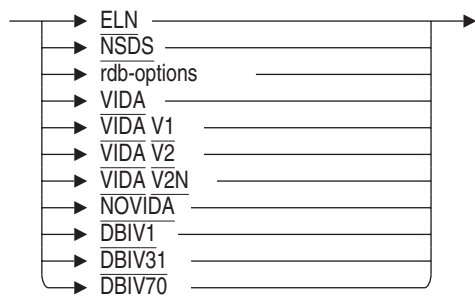 ELN
NSDS
rdb-options
VIDA
VIDA V1
VIDA V2
VIDA V2N
NOVIDA
DBIV1
DBIV31
DBIV70